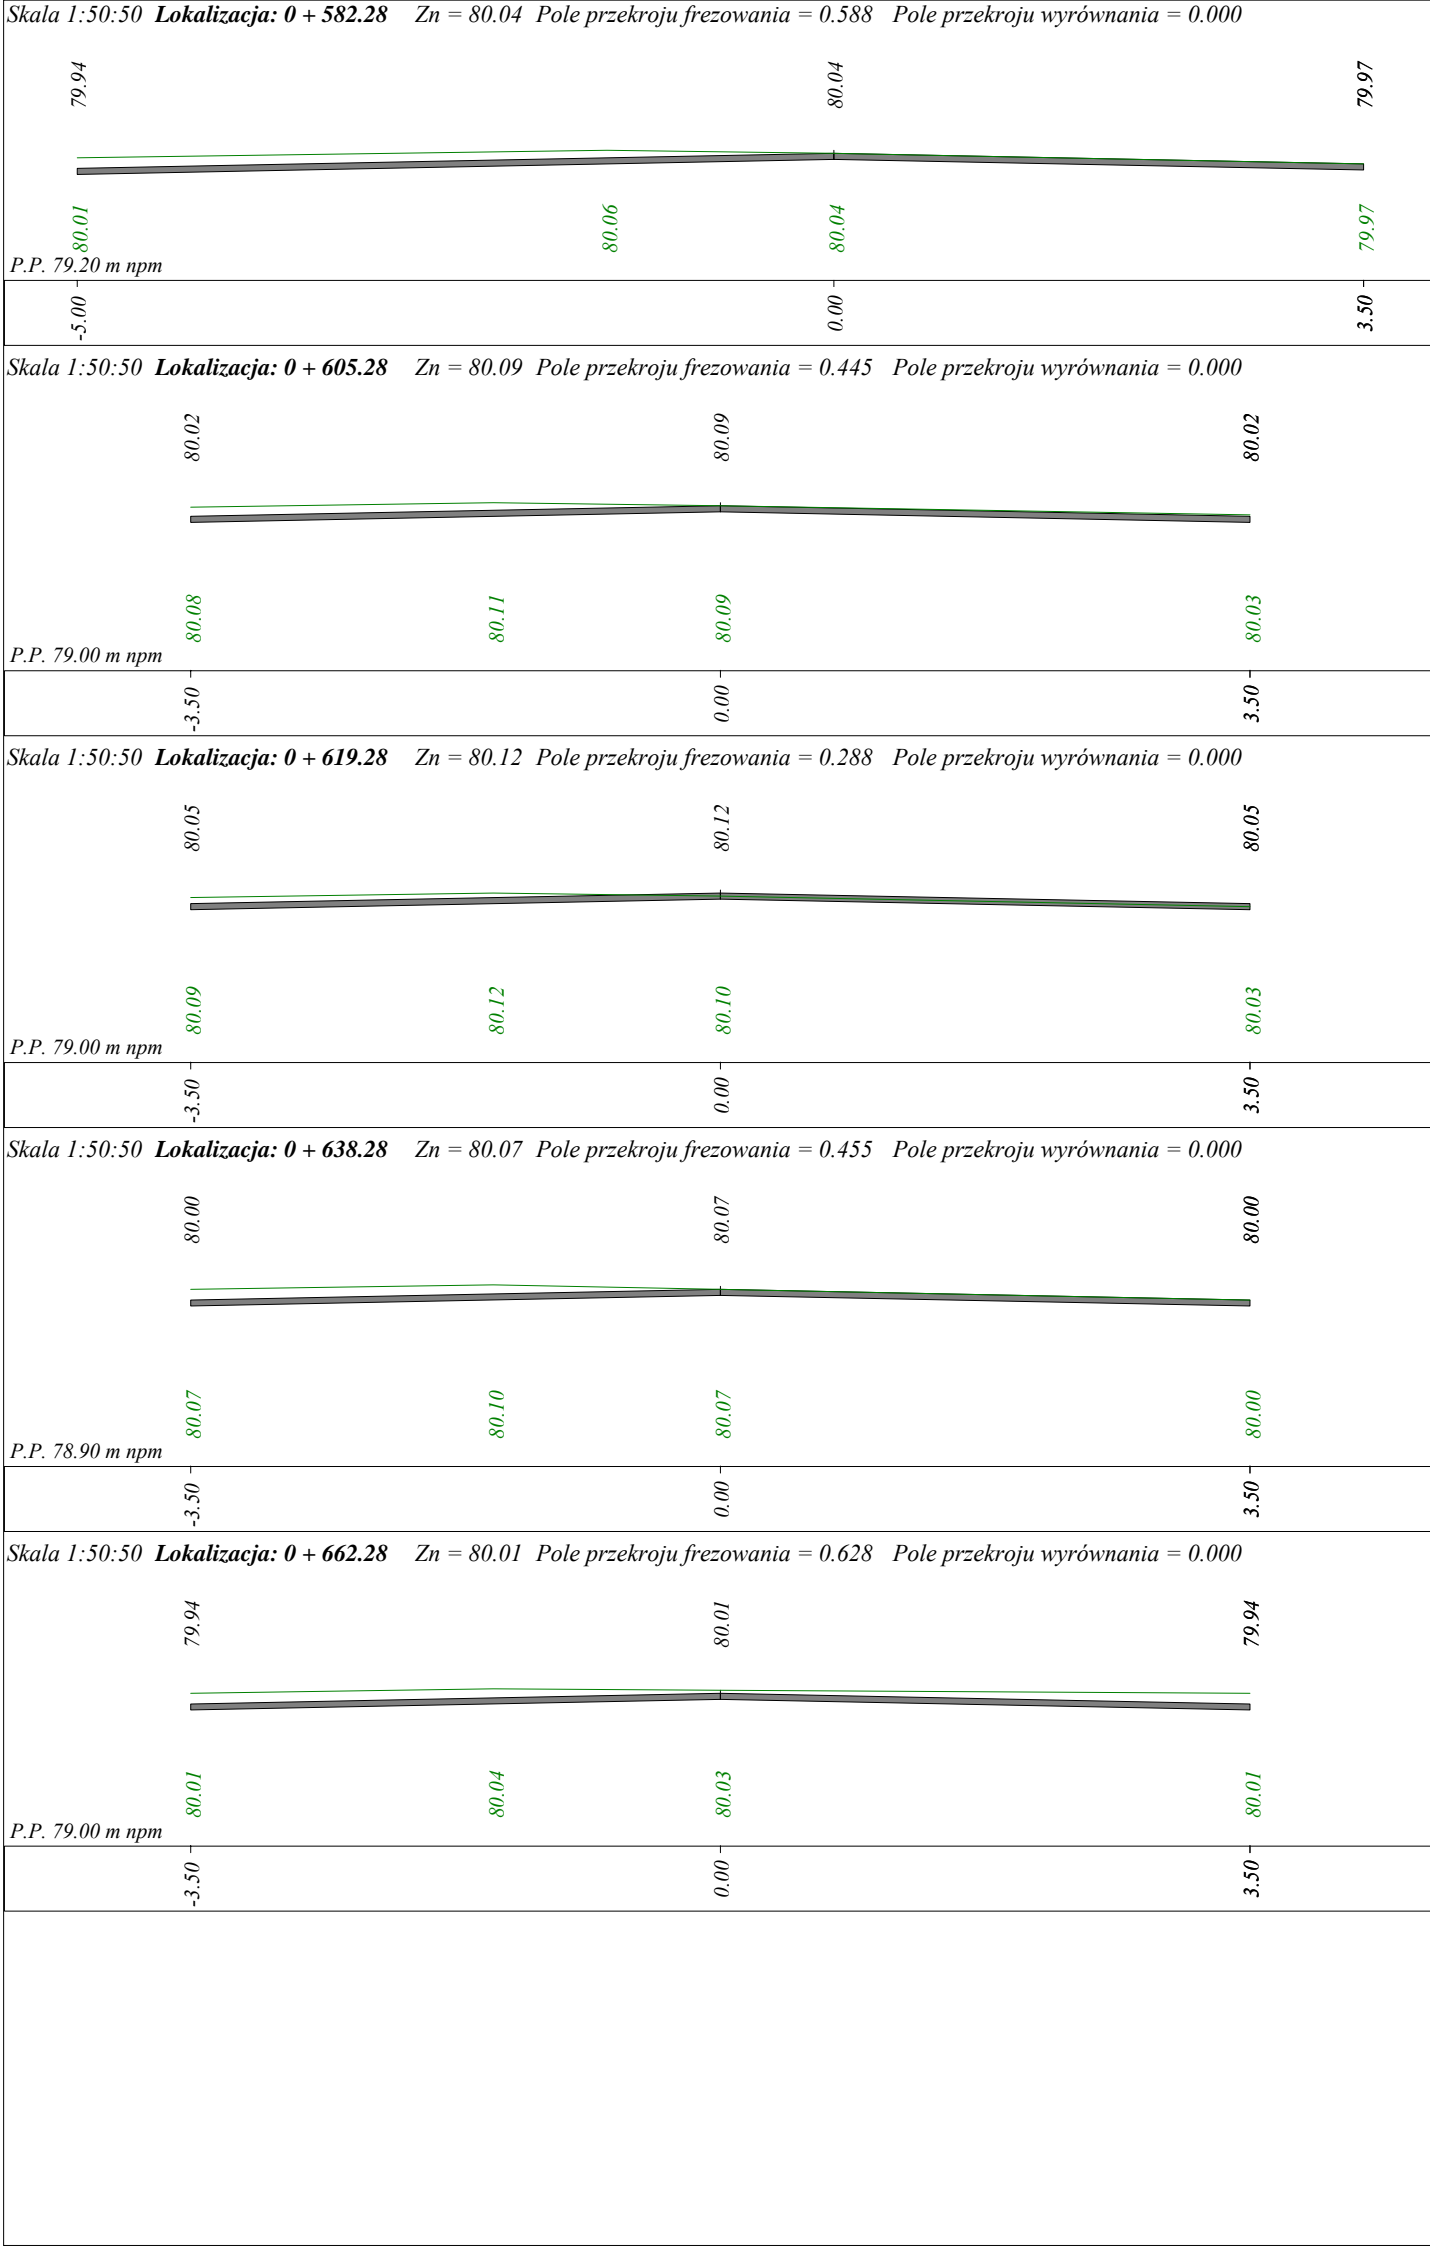 Skala 1:50:50 Lokalizacja: 0 + 582.28 Zn = 80.04 Pole przekroju frezowania = 0.588 Pole przekroju wyrównania = 0.000
79.94 80.04 79.97
80.01 80.06 80.04 79.97
P.P. 79.20 m npm
-5.00 0.00 3.50
Skala 1:50:50 Lokalizacja: 0 + 605.28 Zn = 80.09 Pole przekroju frezowania = 0.445 Pole przekroju wyrównania = 0.000
80.02 80.09 80.02
80.08 80.11 80.09 80.03
P.P. 79.00 m npm
-3.50 0.00 3.50
Skala 1:50:50 Lokalizacja: 0 + 619.28 Zn = 80.12 Pole przekroju frezowania = 0.288 Pole przekroju wyrównania = 0.000
80.05 80.12 80.05
80.09 80.12 80.10 80.03
P.P. 79.00 m npm
-3.50 0.00 3.50
Skala 1:50:50 Lokalizacja: 0 + 638.28 Zn = 80.07 Pole przekroju frezowania = 0.455 Pole przekroju wyrównania = 0.000
80.00 80.07 80.00
80.07 80.10 80.07 80.00
P.P. 78.90 m npm
-3.50 0.00 3.50
Skala 1:50:50 Lokalizacja: 0 + 662.28 Zn = 80.01 Pole przekroju frezowania = 0.628 Pole przekroju wyrównania = 0.000
79.94 80.01 79.94
80.01 80.04 80.03 80.01
P.P. 79.00 m npm
-3.50 0.00 3.50